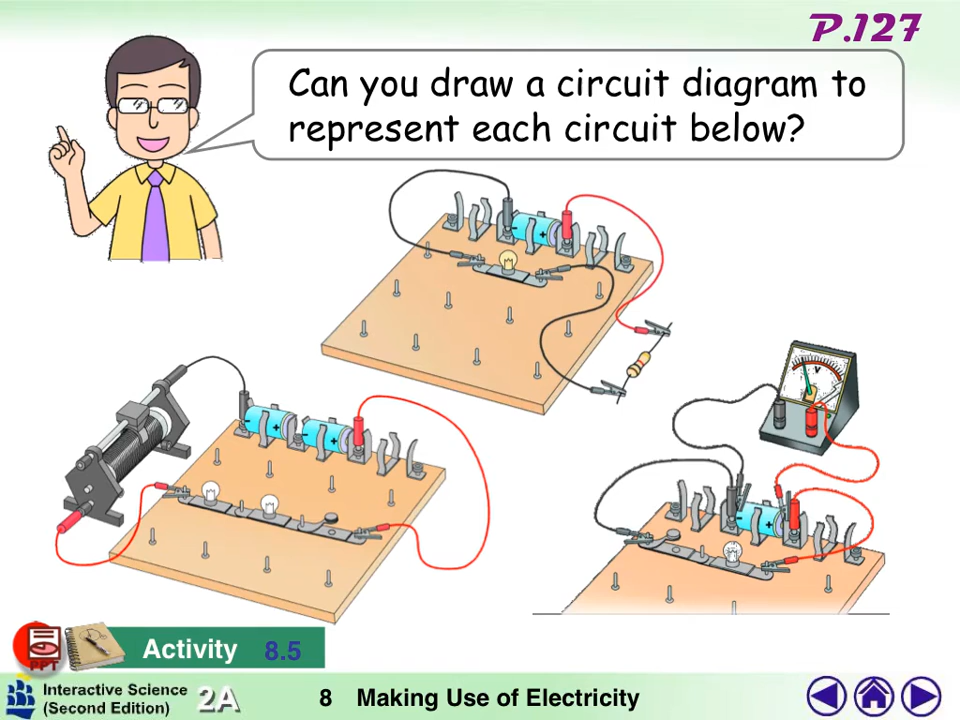 P.127
Can you draw a circuit diagram to
represent each circuit below?
- +
V
- + - +
- +
PPT
Activity 8.5
Interactive Science
(Second Edition)
2A
8 Making Use of Electricity